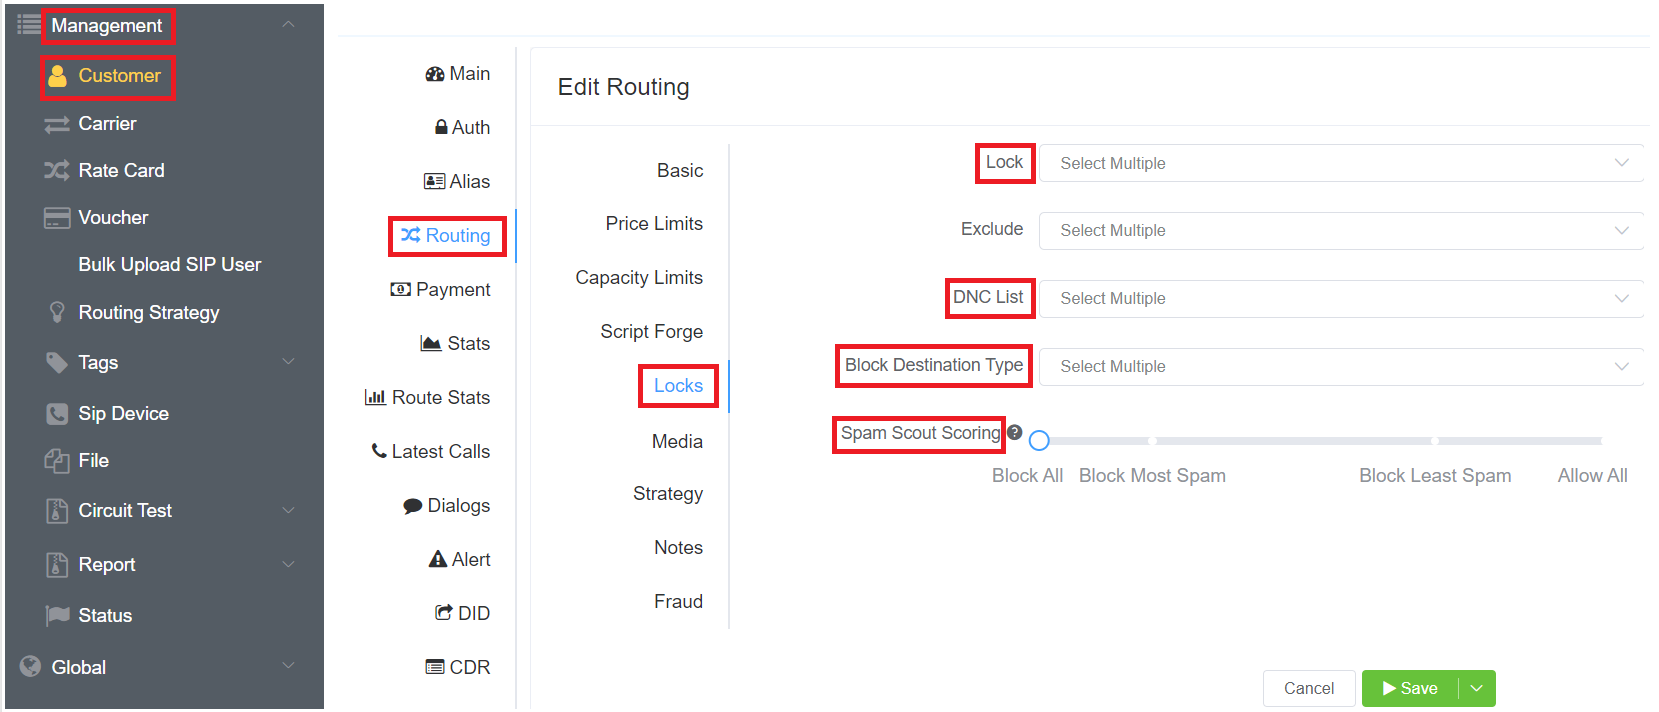 Management
Customer
Carrier
Rate Card
Voucher
Bulk Upload SIP User
Routing Strategy
Tags
Sip Device
File
Circuit Test
Report
Status
Global
Main
Auth
Alias
Routing
Payment
Stats
Route Stats
Latest Calls
Dialogs
Alert
DID
CDR
Edit Routing
Basic
Price Limits
Capacity Limits
Script Forge
Locks
Media
Strategy
Notes
Fraud
Lock Select Multiple
Exclude Select Multiple
DNC List Select Multiple
Block Destination Type Select Multiple
Spam Scout Scoring ?
Block All Block Most Spam Block Least Spam Allow All
Cancel Save